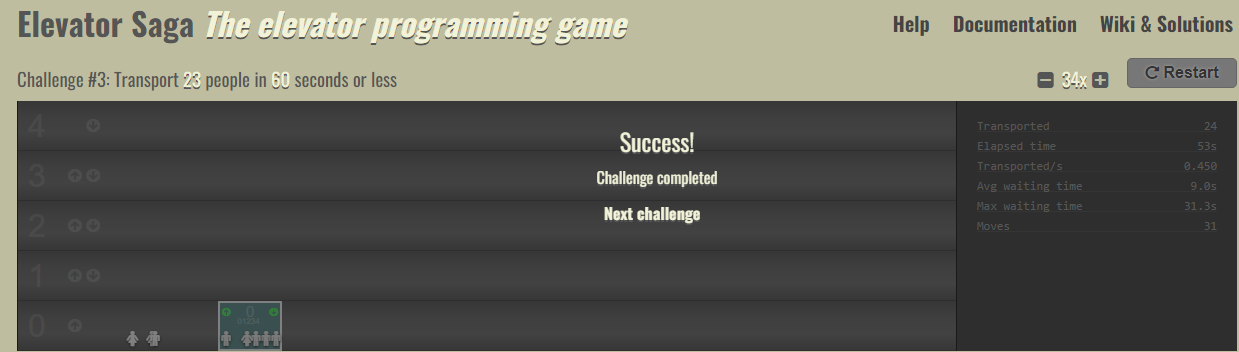 Elevator Saga The elevator programming game
Help Documentation Wiki & Solutions
Challenge #3: Transport 23 people in 60 seconds or less
34x Restart
4
Success!
Transported 24
Elapsed time 53s
3
Challenge completed
Transported/s 0.450
Avg waiting time 9.0s
2
Next challenge
Max waiting time 31.3s
Moves 31
1
0
0
01234